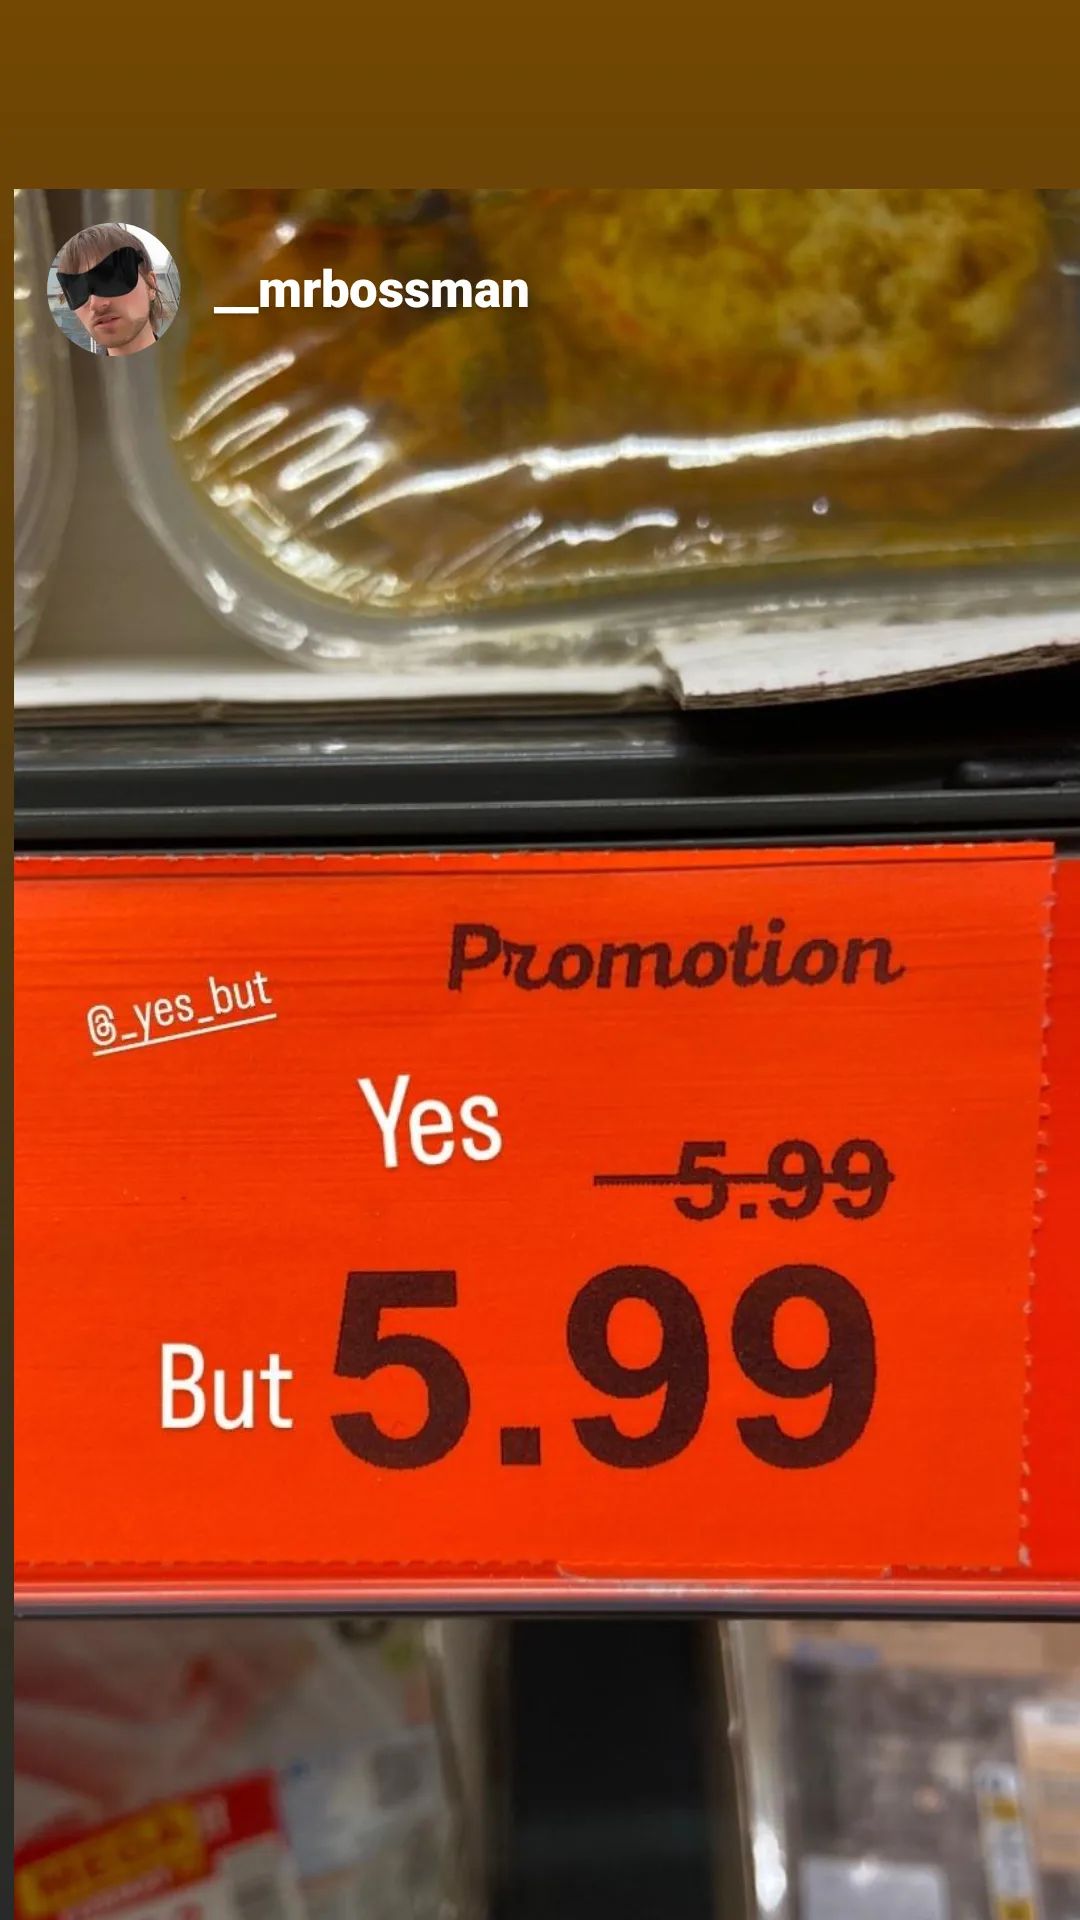 __mrbossman
Promotion
@_yes_but
Yes
5.99
But 5.99